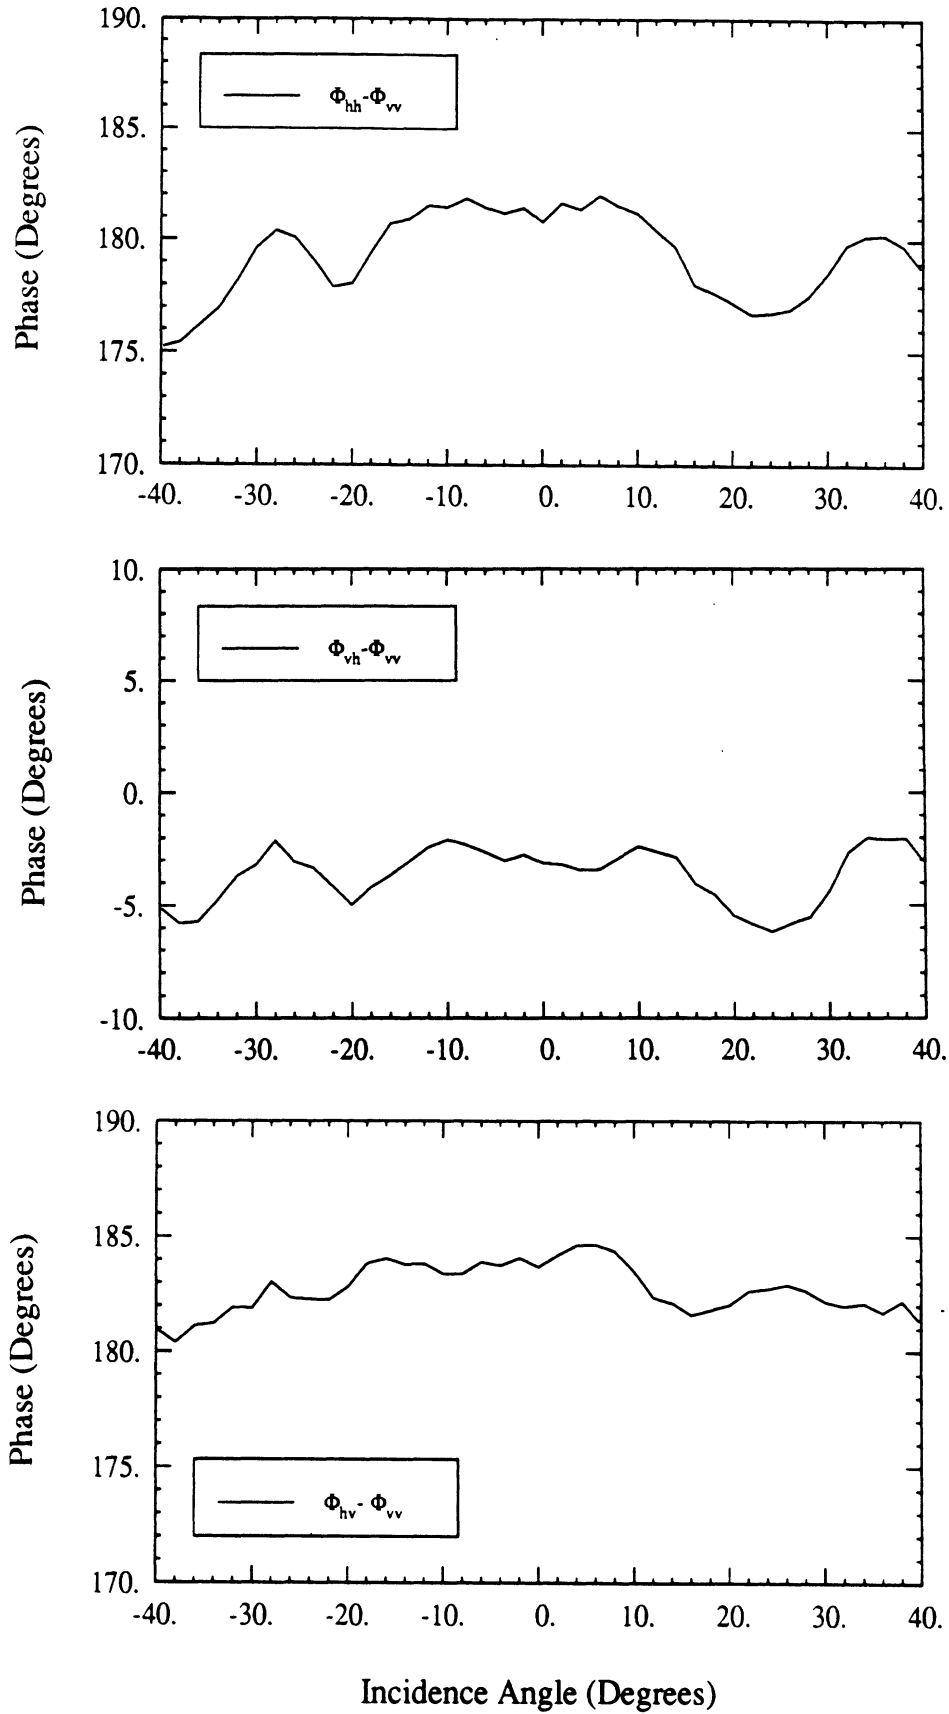 190.
Φhh-Φvv
185.
180.
175.
170.
Phase (Degrees)
-40. -30. -20. -10. 0. 10. 20. 30. 40.
10.
Φvh-Φvv
5.
0.
-5.
-10.
Phase (Degrees)
-40. -30. -20. -10. 0. 10. 20. 30. 40.
190.
185.
180.
175.
Φhv- Φvv
170.
Phase (Degrees)
-40. -30. -20. -10. 0. 10. 20. 30. 40.
Incidence Angle (Degrees)